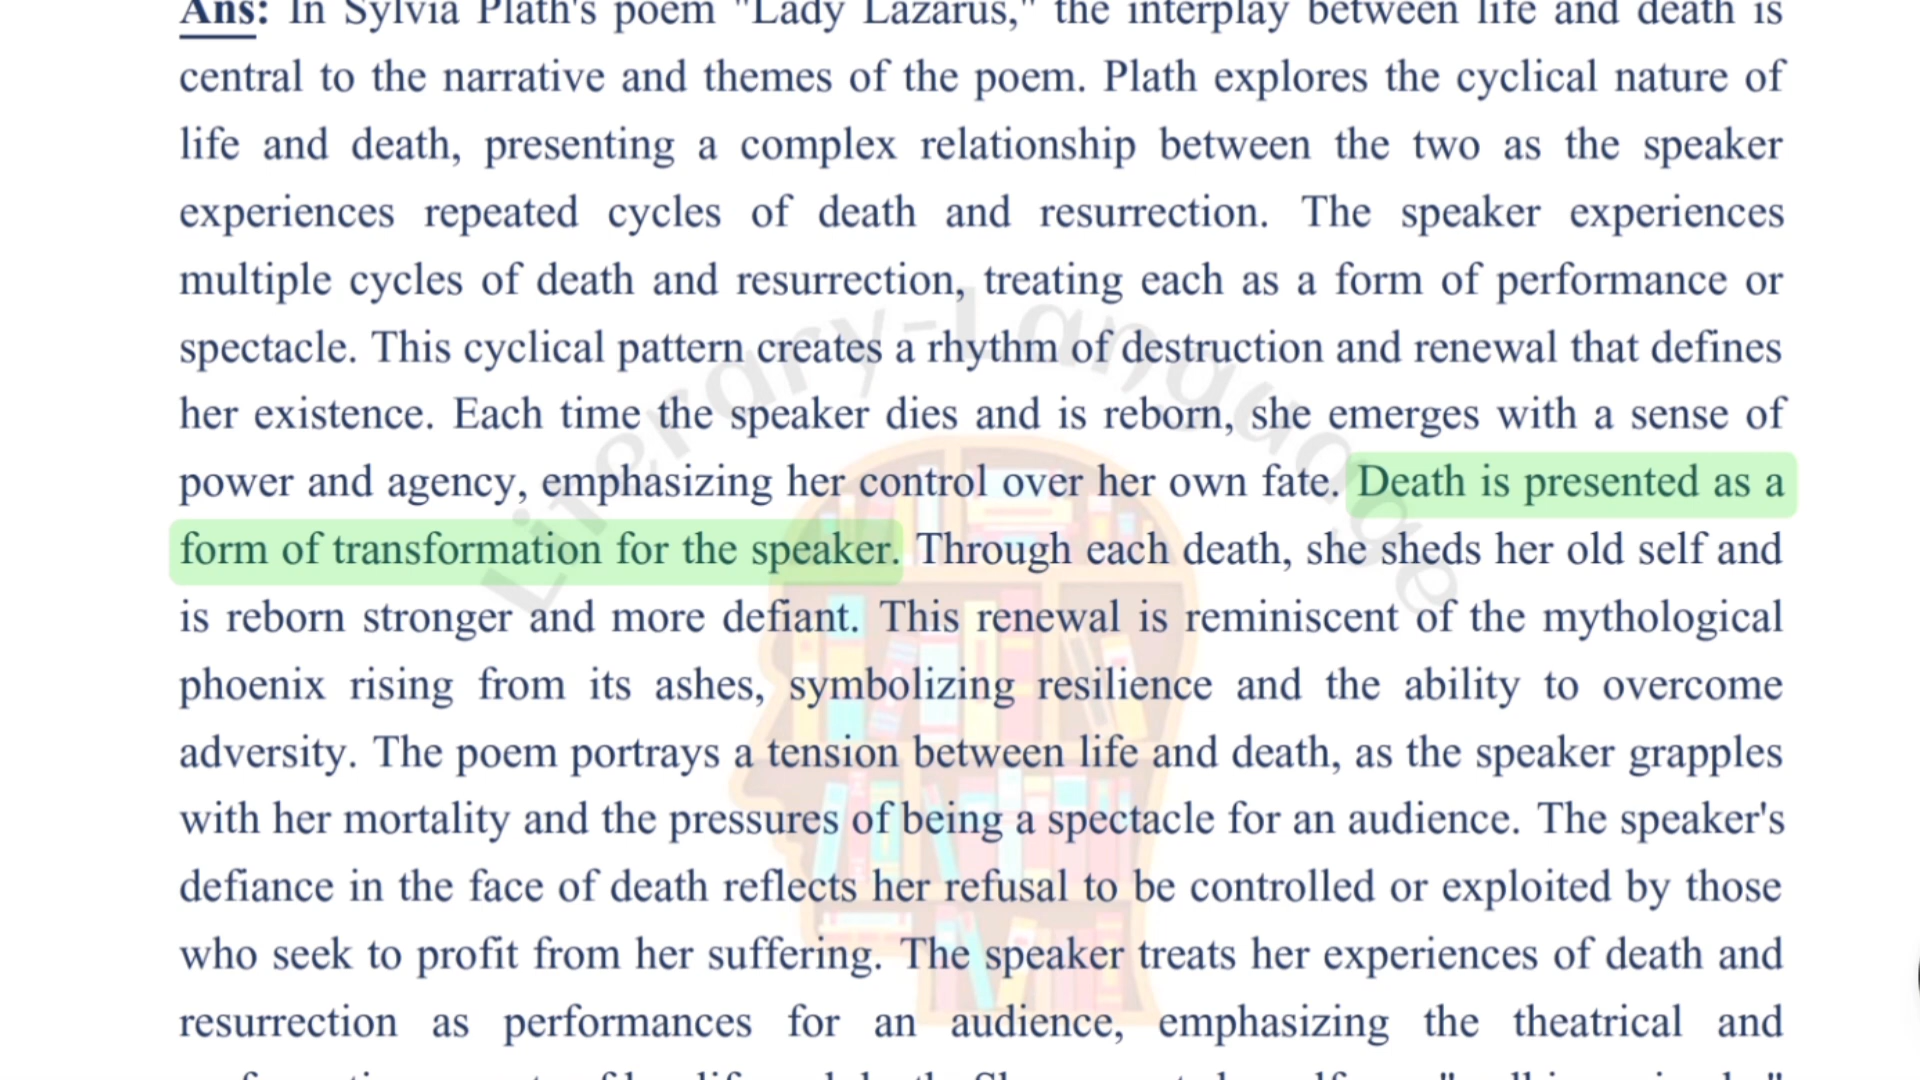 Ans: In Sylvia Plath's poem "Lady Lazarus," the interplay between life and death is
central to the narrative and themes of the poem. Plath explores the cyclical nature of
life and death, presenting a complex relationship between the two as the speaker
experiences repeated cycles of death and resurrection. The speaker experiences
multiple cycles of death and resurrection, treating each as a form of performance or
spectacle. This cyclical pattern creates a rhythm of destruction and renewal that defines
her existence. Each time the speaker dies and is reborn, she emerges with a sense of
power and agency, emphasizing her control over her own fate. Death is presented as a
form of transformation for the speaker. Through each death, she sheds her old self and
is reborn stronger and more defiant. This renewal is reminiscent of the mythological
phoenix rising from its ashes, symbolizing resilience and the ability to overcome
adversity. The poem portrays a tension between life and death, as the speaker grapples
with her mortality and the pressures of being a spectacle for an audience. The speaker's
defiance in the face of death reflects her refusal to be controlled or exploited by those
who seek to profit from her suffering. The speaker treats her experiences of death and
resurrection as performances for an audience, emphasizing the theatrical and
Literary-Language